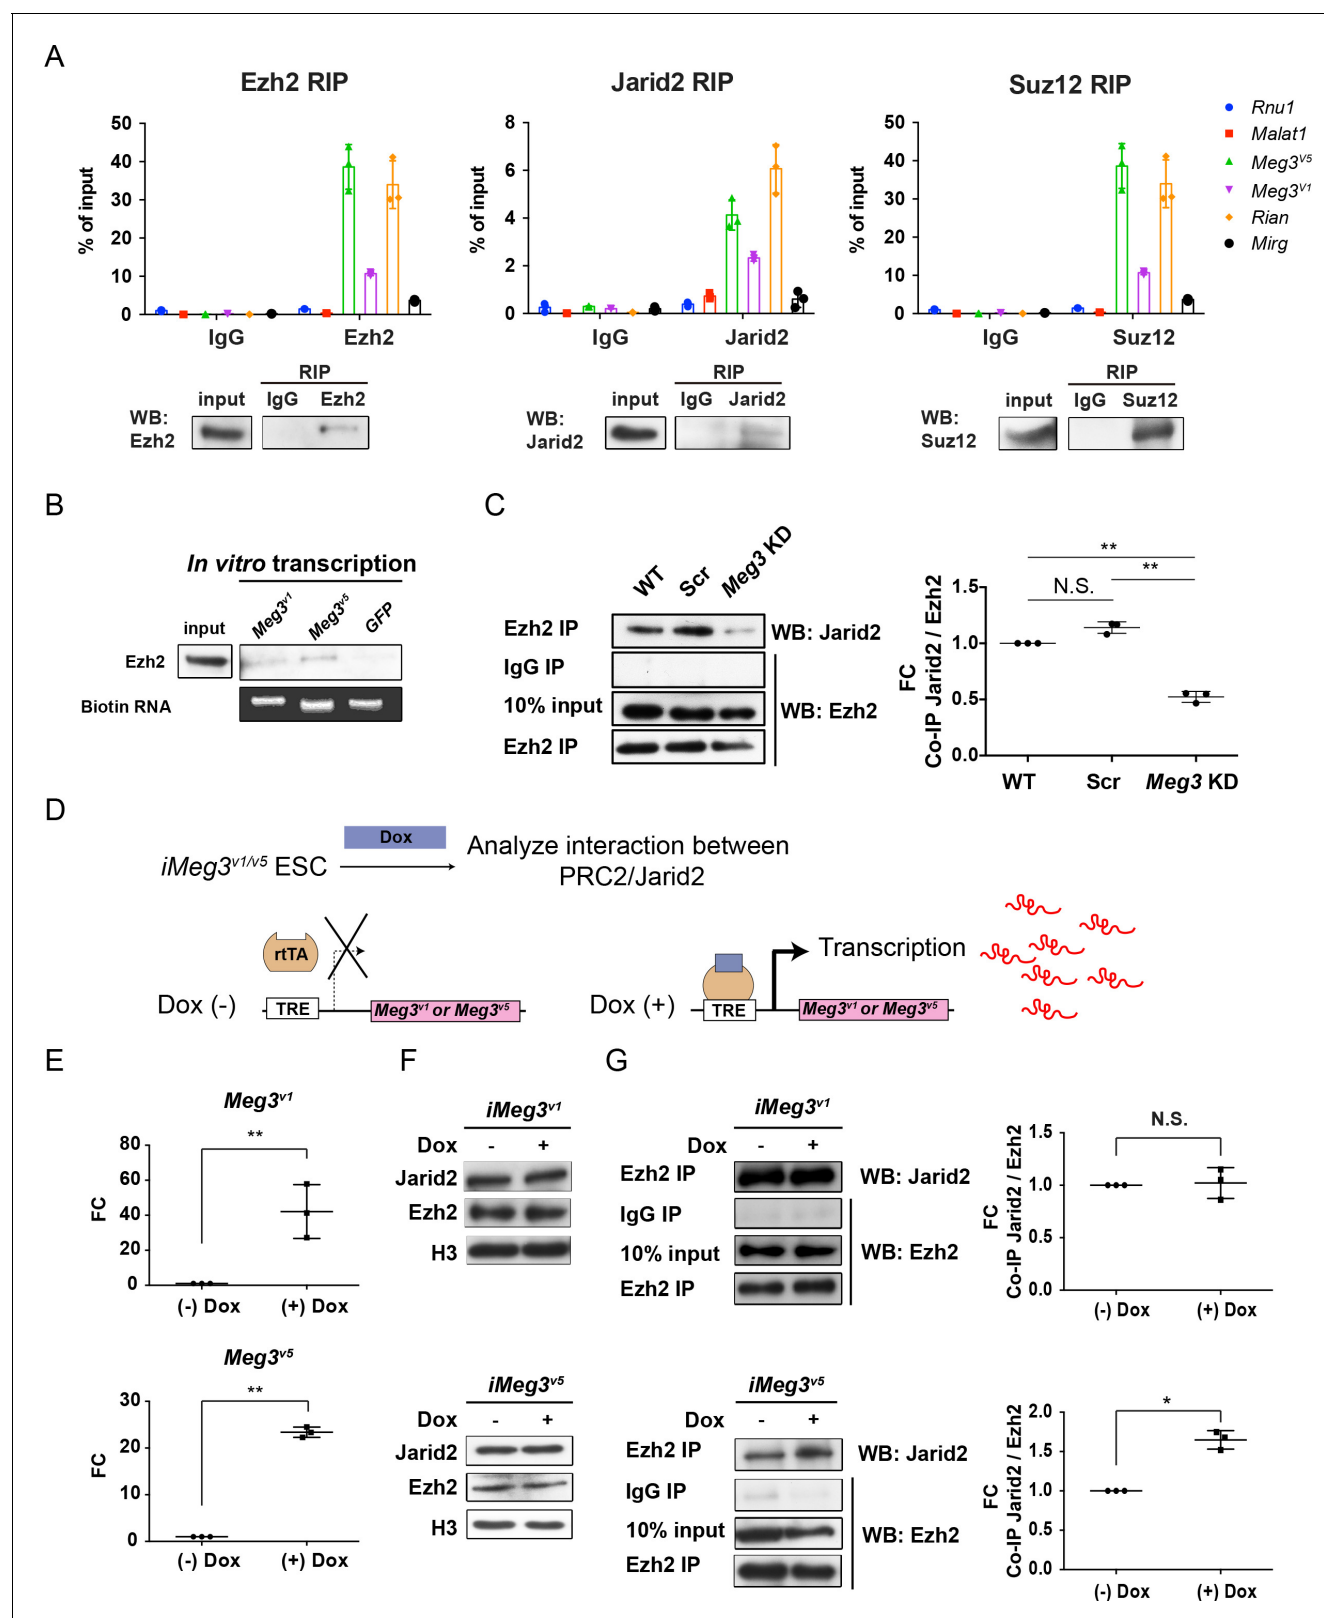 A
Ezh2 RIP
Jarid2 RIP
Suz12 RIP
Rnu1
Malat1
Meg3V5
Meg3V1
Rian
Mirg
% of input
50
40
30
20
10
0
IgG
Ezh2
% of input
8
6
4
2
0
IgG
Jarid2
% of input
50
40
30
20
10
0
IgG
Suz12
RIP
input IgG Ezh2
WB:
Ezh2
RIP
input IgG Jarid2
WB:
Jarid2
RIP
input IgG Suz12
WB:
Suz12
B
In vitro transcription
input
Meg3v1
Meg3v5
GFP
Ezh2
Biotin RNA
C
WT
Scr
Meg3 KD
Ezh2 IP
WB: Jarid2
IgG IP
10% input
WB: Ezh2
Ezh2 IP
FC
Co-IP Jarid2 / Ezh2
**
**
N.S.
1.5
1.0
0.5
0.0
WT
Scr
Meg3 KD
D
Dox
iMeg3v1/v5 ESC
Analyze interaction between
PRC2/Jarid2
rtTA
Dox (-)
TRE
Meg3v1 or Meg3v5
Transcription
Dox (+)
TRE
Meg3v1 or Meg3v5
E
Meg3v1
**
FC
80
60
40
20
0
(-) Dox
(+) Dox
Meg3v5
**
FC
30
20
10
0
(-) Dox
(+) Dox
F
iMeg3v1
Dox - +
Jarid2
Ezh2
H3
iMeg3v5
Dox - +
Jarid2
Ezh2
H3
G
iMeg3v1
Dox - +
Ezh2 IP
WB: Jarid2
IgG IP
10% input
WB: Ezh2
Ezh2 IP
FC
Co-IP Jarid2 / Ezh2
N.S.
1.5
1.0
0.5
0.0
(-) Dox
(+) Dox
iMeg3v5
Dox - +
Ezh2 IP
WB: Jarid2
IgG IP
10% input
WB: Ezh2
Ezh2 IP
FC
Co-IP Jarid2 / Ezh2
*
2.0
1.5
1.0
0.5
0.0
(-) Dox
(+) Dox